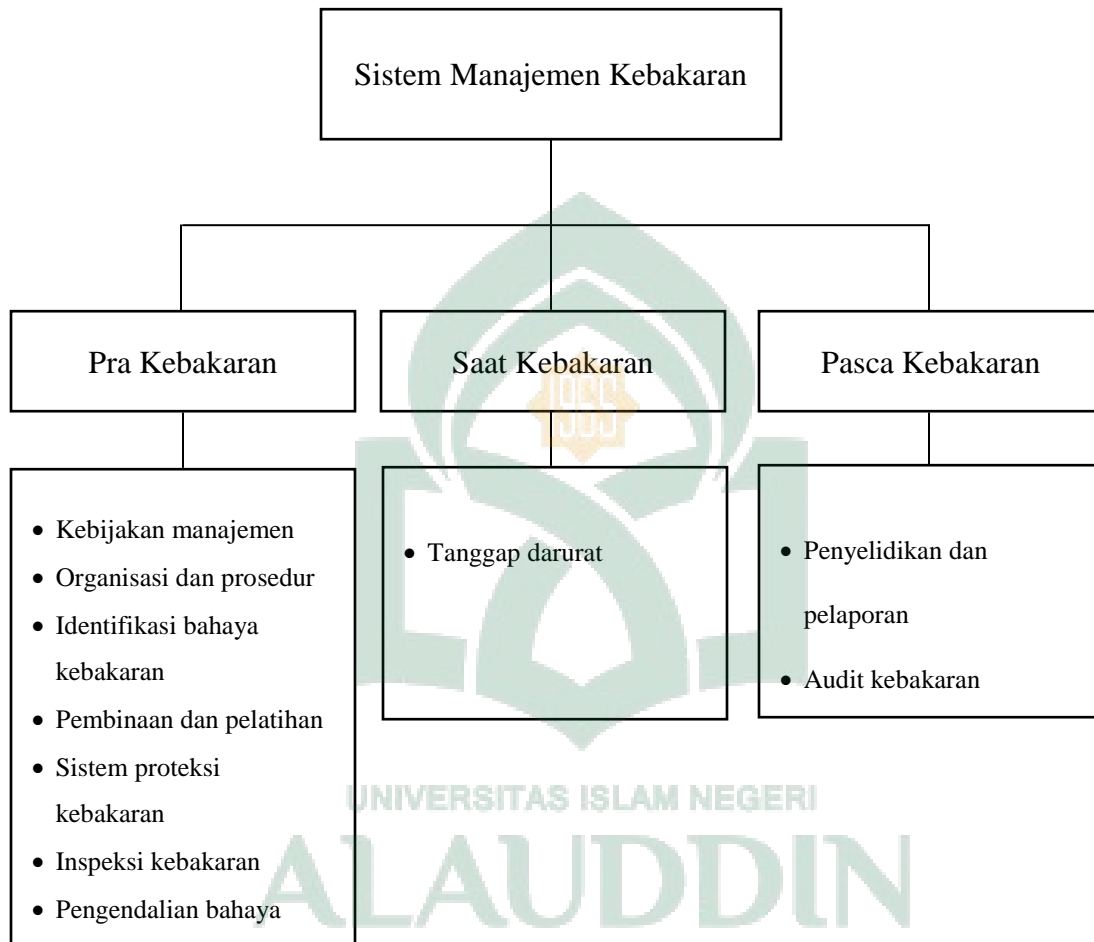 Sistem Manajemen Kebakaran
Pra Kebakaran
Saat Kebakaran
Pasca Kebakaran
• Kebijakan manajemen
• Organisasi dan prosedur
• Identifikasi bahaya
kebakaran
• Pembinaan dan pelatihan
• Sistem proteksi
kebakaran
• Inspeksi kebakaran
• Pengendalian bahaya
• Tanggap darurat
• Penyelidikan dan
pelaporan
• Audit kebakaran
1965
UNIVERSITAS ISLAM NEGERI
ALAUDDIN